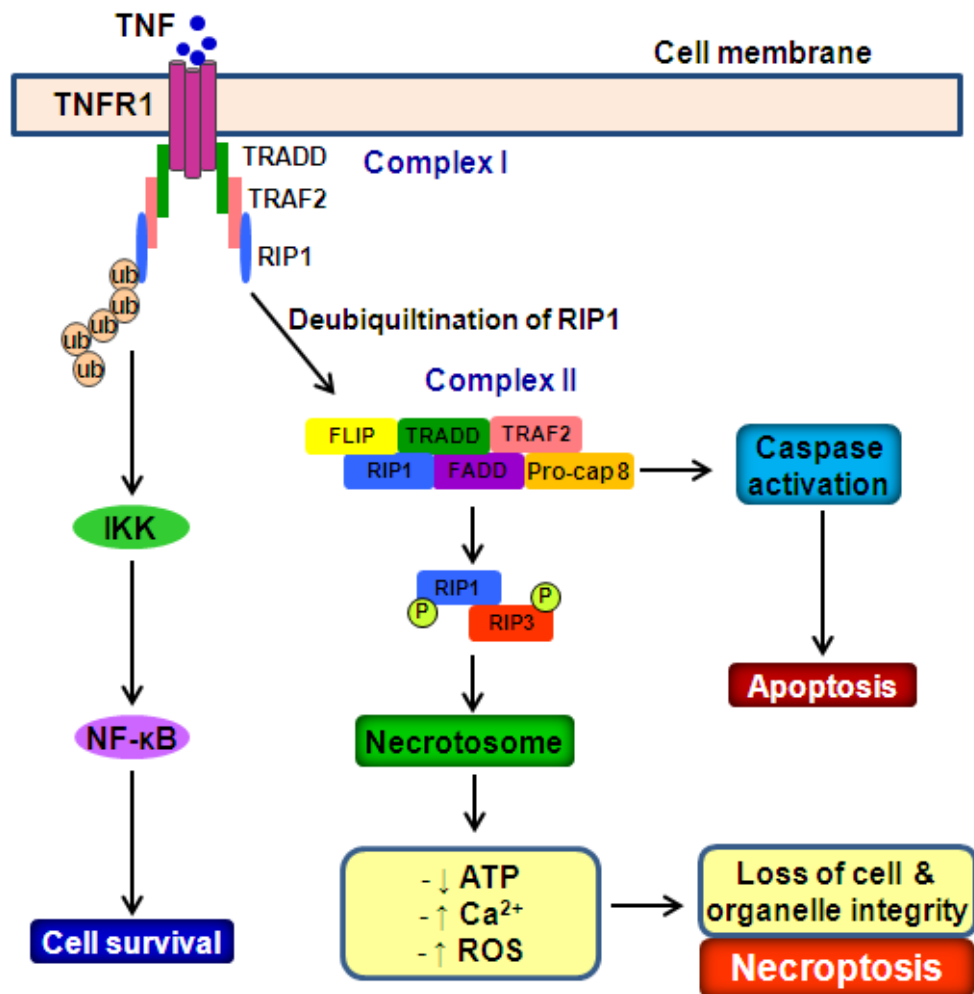 TNF
Cell membrane
TNFR1
TRADD
Complex I
TRAF2
RIP1
ub
ub
ub
ub
ub
Deubiquiltination of RIP1
Complex II
FLIP
TRADD
TRAF2
RIP1
FADD
Pro-cap 8
Caspase
activation
IKK
RIP1
P
P
RIP3
Apoptosis
NF-κB
Necrotosome
- ↓ ATP
- ↑ Ca²⁺
- ↑ ROS
Loss of cell &
organelle integrity
Cell survival
Necroptosis